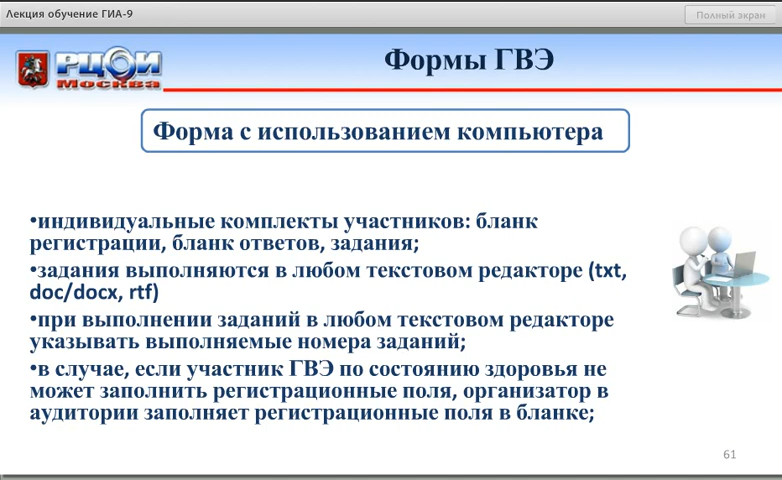 Лекция обучение ГИА-9
Полный экран
РЦОИ
Москва
Формы ГВЭ
Форма с использованием компьютера
•индивидуальные комплекты участников: бланк
регистрации, бланк ответов, задания;
•задания выполняются в любом текстовом редакторе (txt,
doc/docx, rtf)
•при выполнении заданий в любом текстовом редакторе
указывать выполняемые номера заданий;
•в случае, если участник ГВЭ по состоянию здоровья не
может заполнить регистрационные поля, организатор в
аудитории заполняет регистрационные поля в бланке;
61